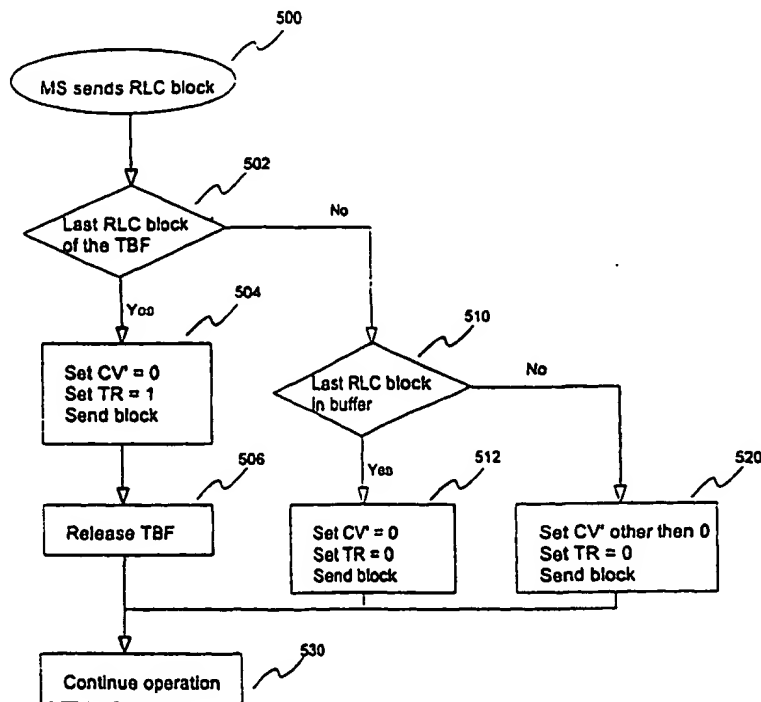 500
MS sends RLC block
502
Last RLC block
of the TBF
No
Yes
504
Set CV' = 0
Set TR = 1
Send block
510
Last RLC block
in buffer
No
Yes
506
Release TBF
512
Set CV' = 0
Set TR = 0
Send block
520
Set CV' other then 0
Set TR = 0
Send block
530
Continue operation